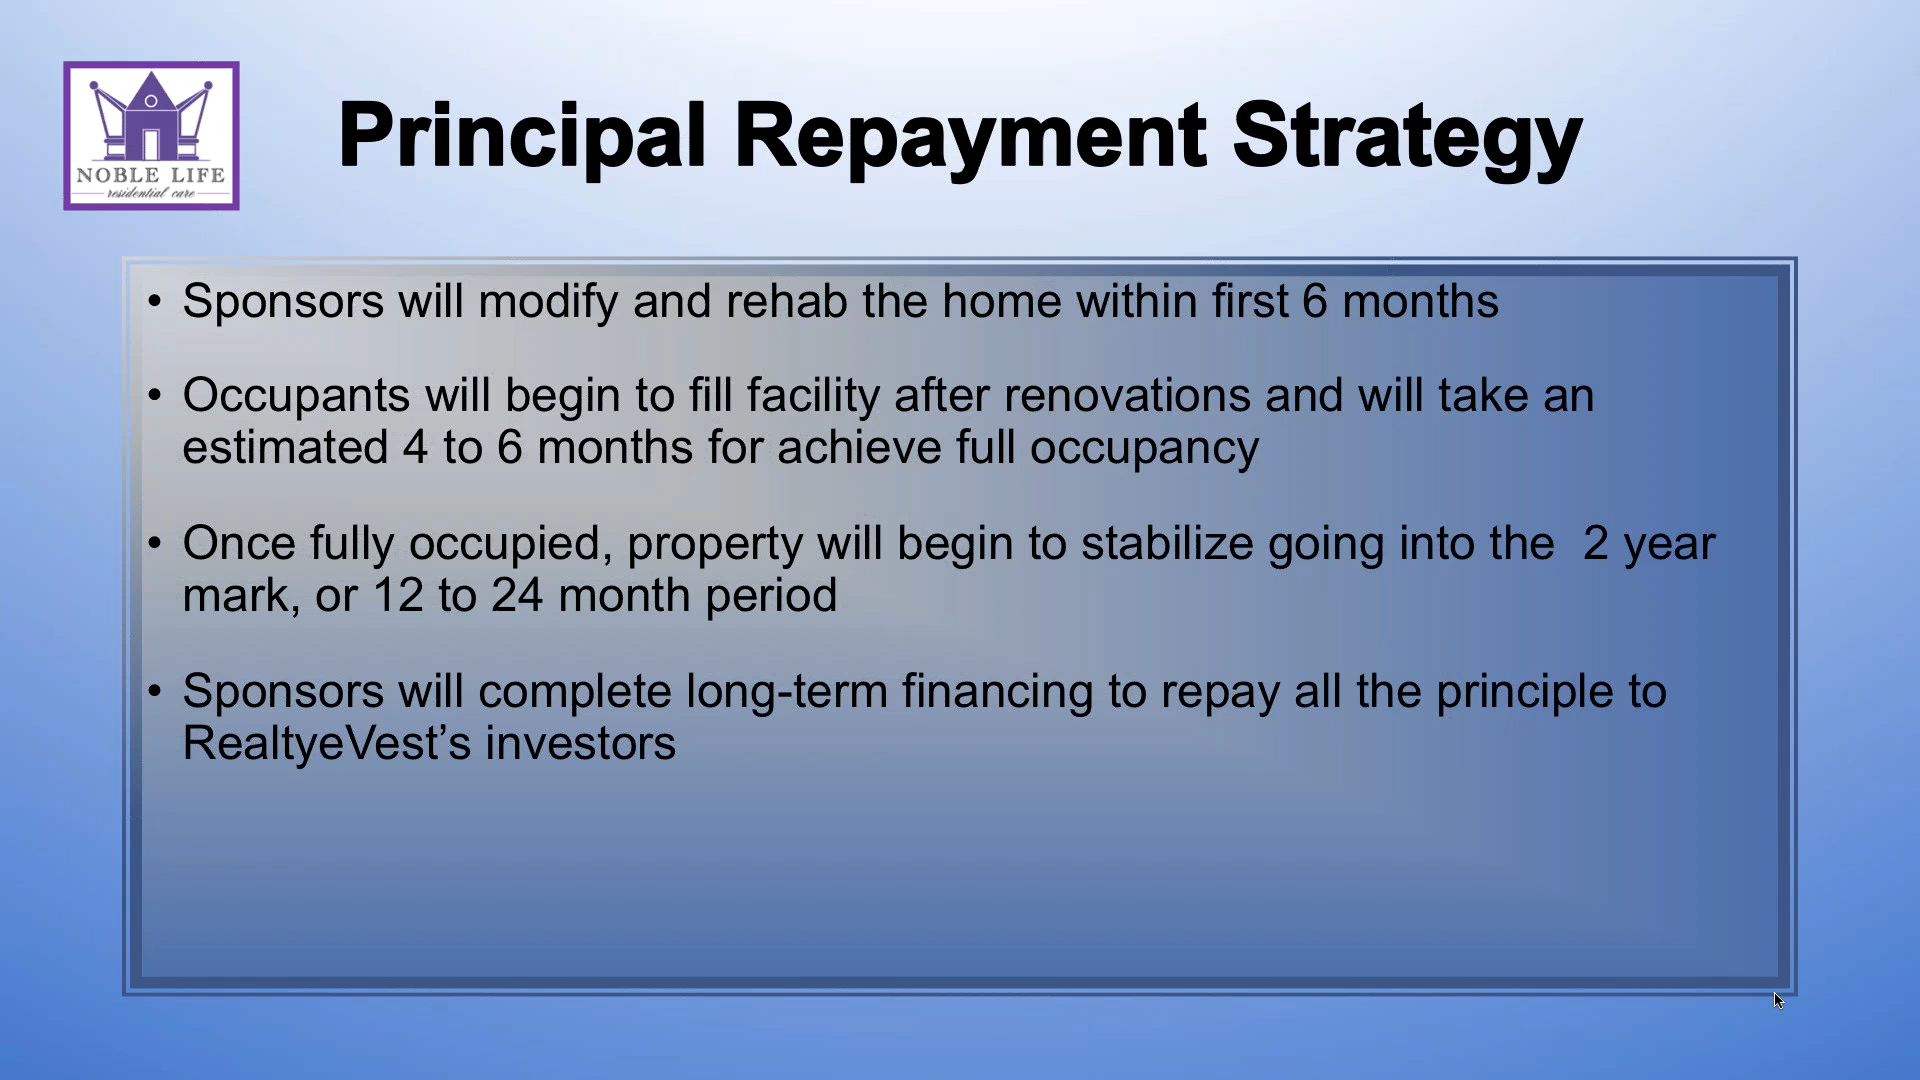 NOBLE LIFE
residential care
Principal Repayment Strategy
• Sponsors will modify and rehab the home within first 6 months
• Occupants will begin to fill facility after renovations and will take an
estimated 4 to 6 months for achieve full occupancy
• Once fully occupied, property will begin to stabilize going into the  2 year
mark, or 12 to 24 month period
• Sponsors will complete long-term financing to repay all the principle to
RealtyeVest’s investors